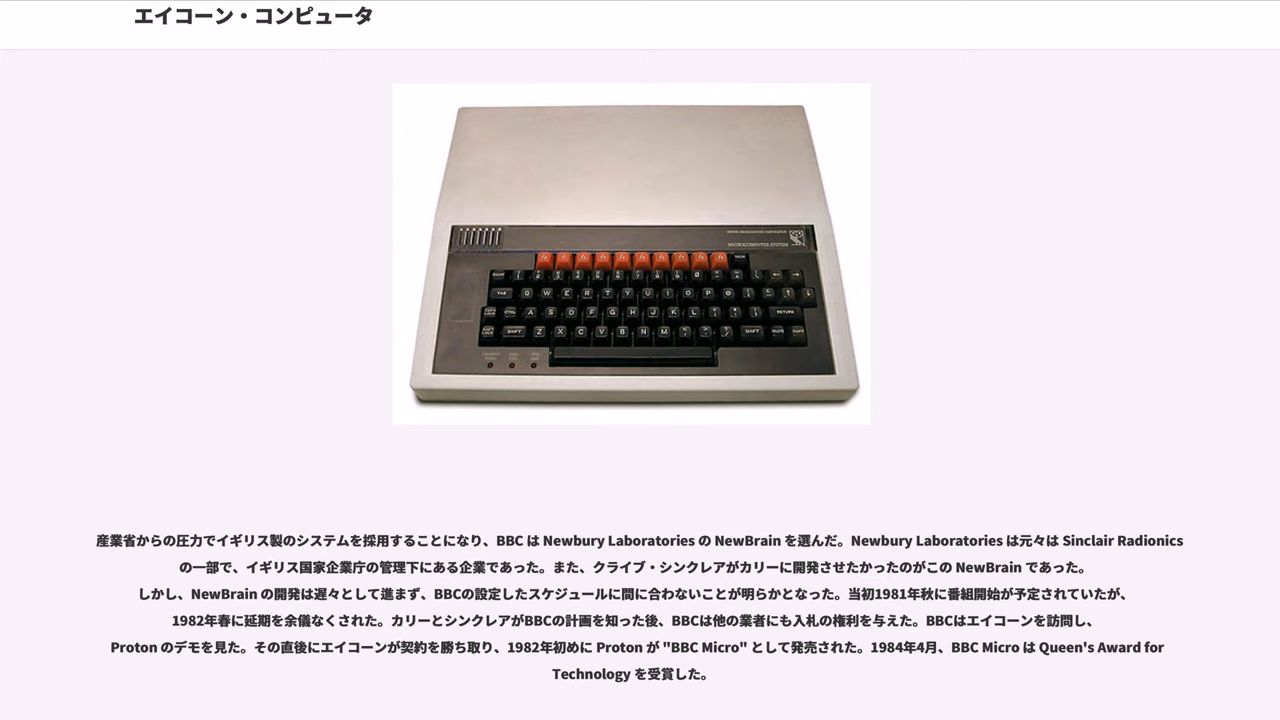 エイコーン・コンピュータ
MICROCOMPUTER SYSTEM
TAB Q W E R T Y U I O P
CTRL A S D F G H J K L RETURN
SHIFT Z X C V B N M SHIFT
産業省からの圧力でイギリス製のシステムを採用することになり、BBC は Newbury Laboratories の NewBrain を選んだ。Newbury Laboratories は元々は Sinclair Radionics
の一部で、イギリス国家企業庁の管理下にある企業であった。また、クライブ・シンクレアがカリーに開発させたかったのがこの NewBrain であった。
しかし、NewBrain の開発は遅々として進まず、BBCの設定したスケジュールに間に合わないことが明らかとなった。当初1981年秋に番組開始が予定されていたが、
1982年春に延期を余儀なくされた。カリーとシンクレアがBBCの計画を知った後、BBCは他の業者にも入札の権利を与えた。BBCはエイコーンを訪問し、
Proton のデモを見た。その直後にエイコーンが契約を勝ち取り、1982年初めに Proton が "BBC Micro" として発売された。1984年4月、BBC Micro は Queen's Award for
Technology を受賞した。